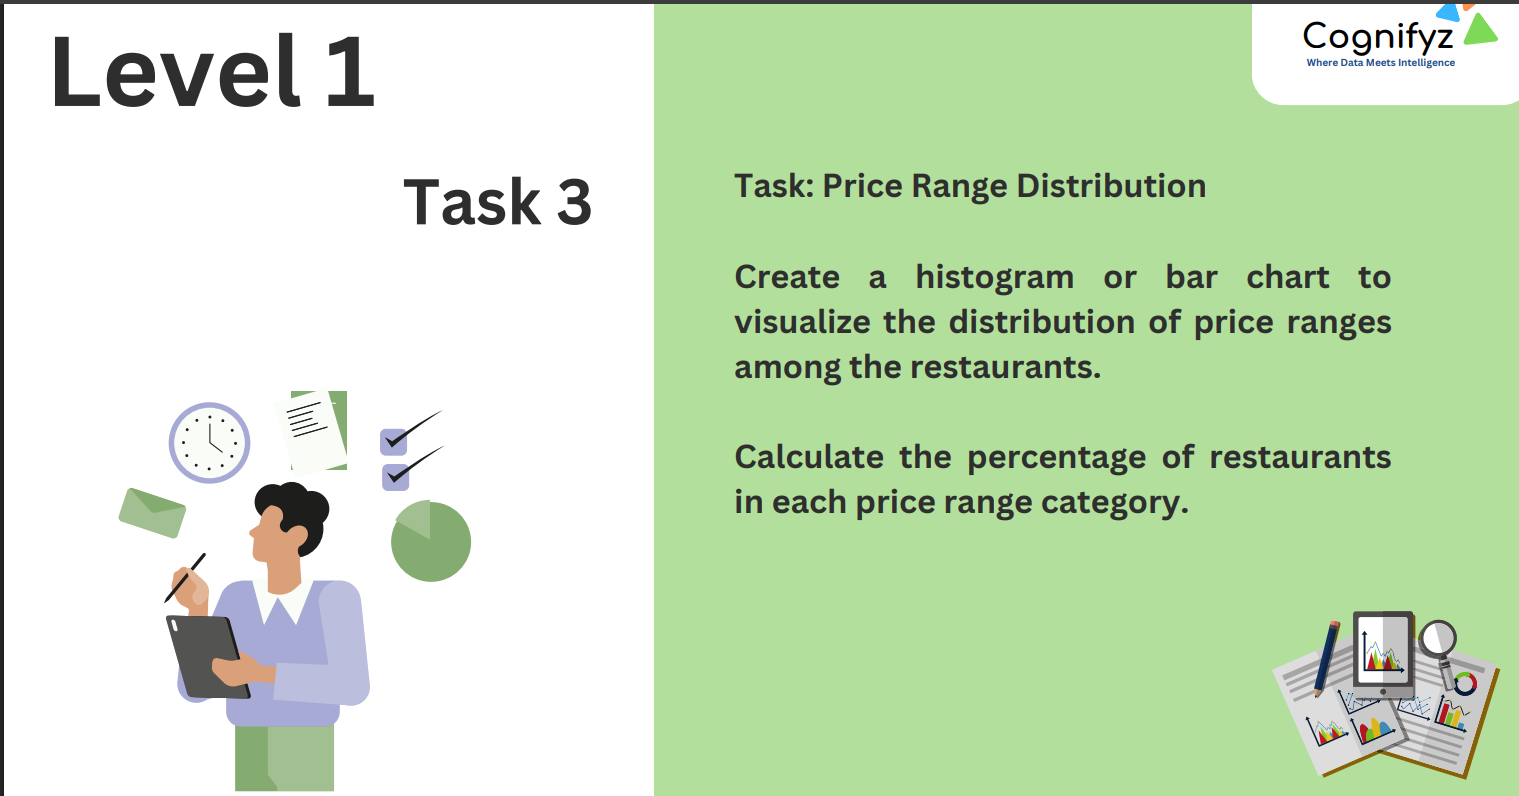 Level 1
Task 3
Cognifyz
Where Data Meets Intelligence
Task: Price Range Distribution
Create a histogram or bar chart to
visualize the distribution of price ranges
among the restaurants.
Calculate the percentage of restaurants
in each price range category.